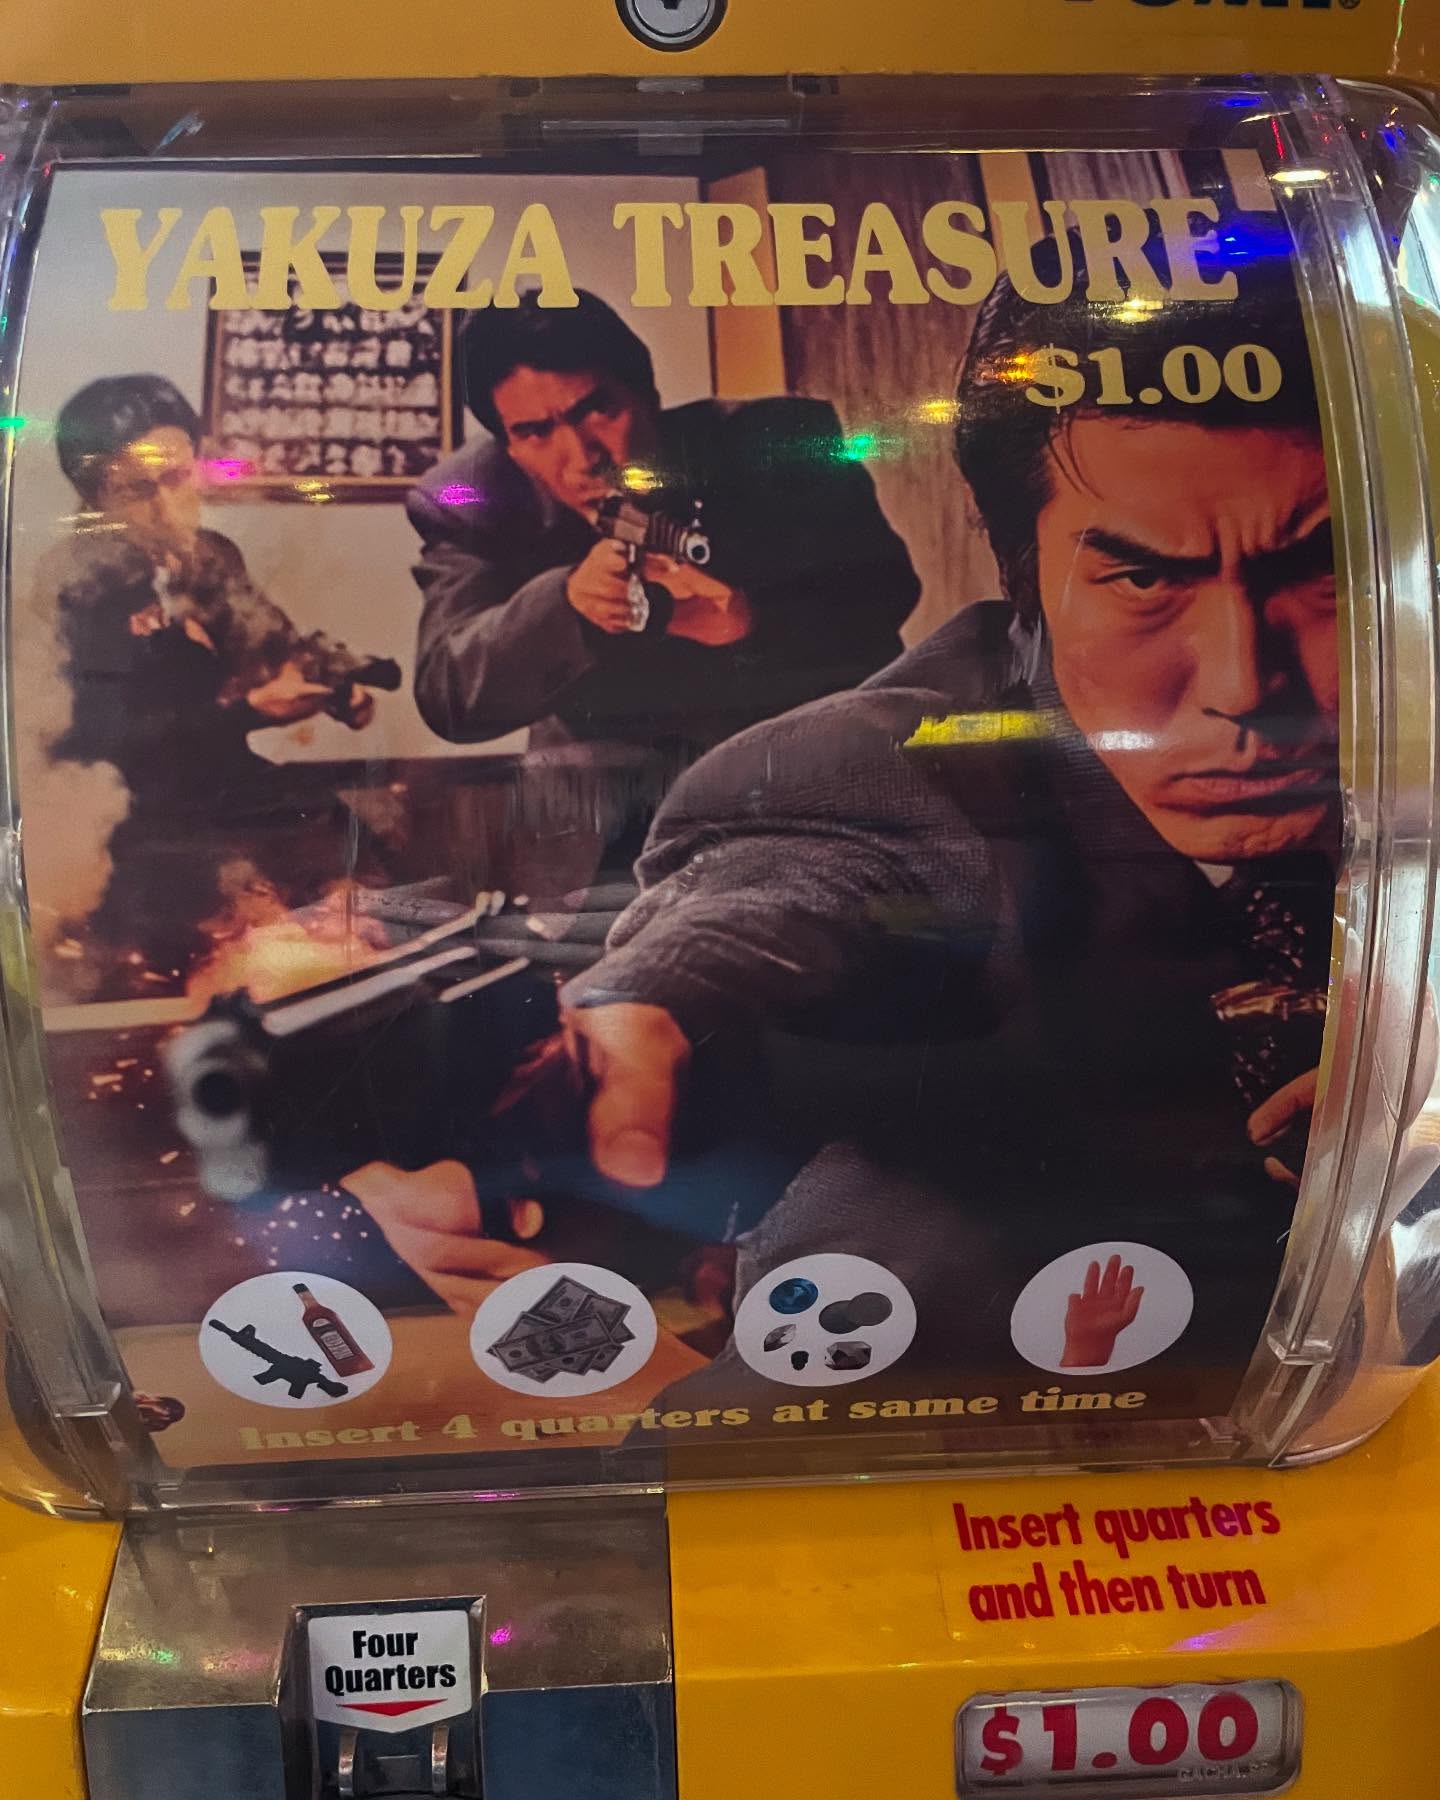 YAKUZA TREASURE
$1.00
Insert 4 quarters at same time
Insert quarters
and then turn
Four
Quarters
$1.00